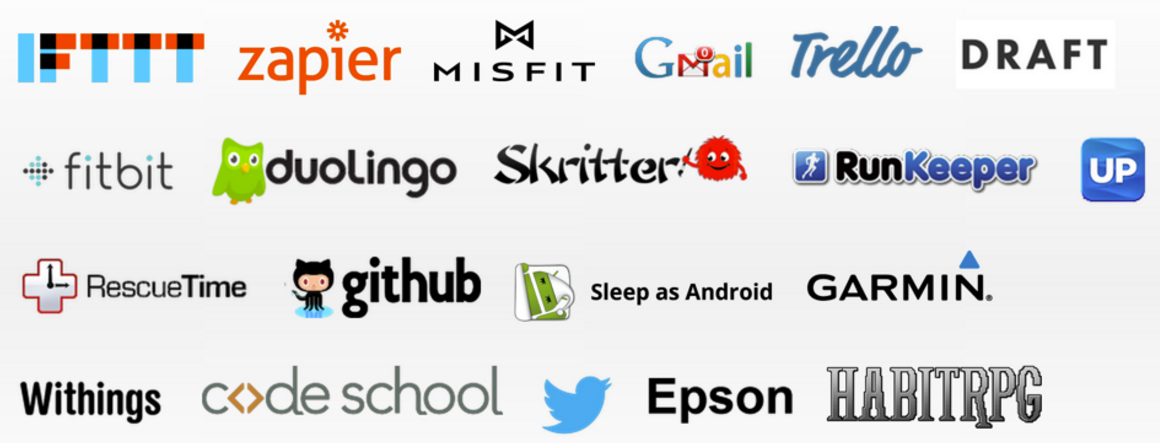 IFTTT zapier MISFIT Gmail 0 Trello DRAFT
fitbit duolingo Skritter RunKeeper UP
RescueTime github Sleep as Android GARMIN.
Withings code school Epson HABITRPG